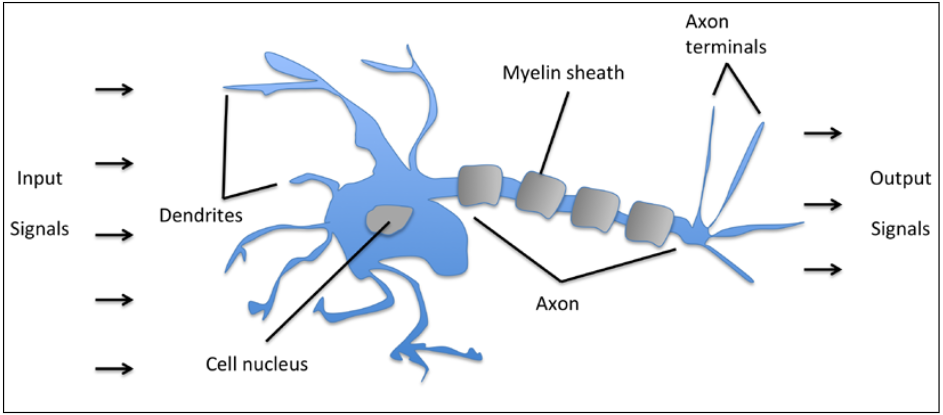 Axon
terminals
Myelin sheath
Input
Signals
Dendrites
Output
Signals
Axon
Cell nucleus